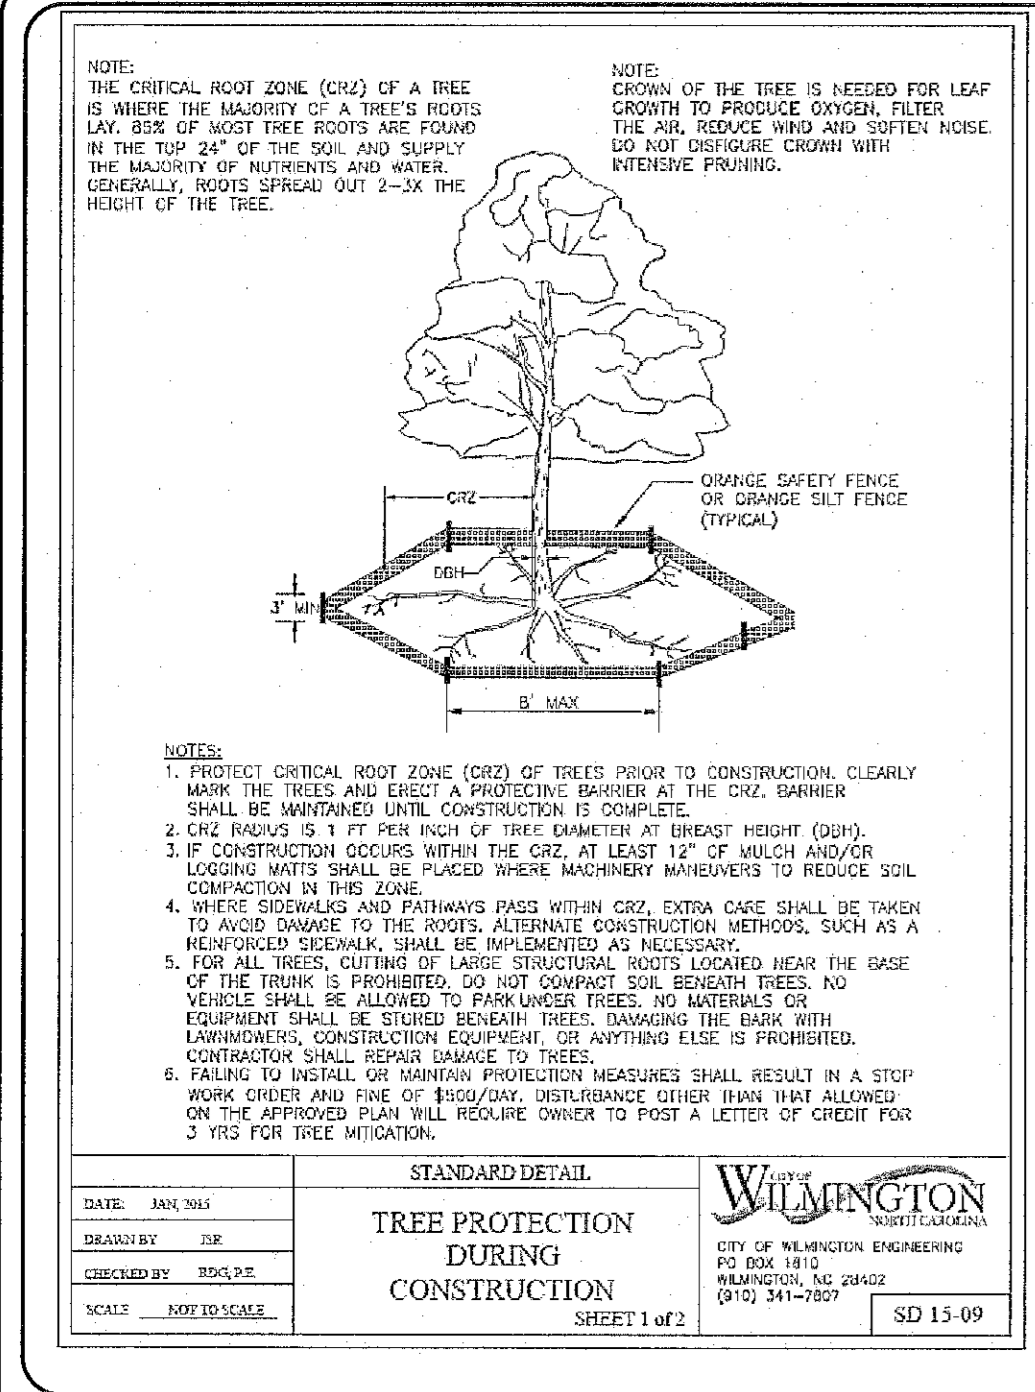 NOTE:
THE CRITICAL ROOT ZONE (CRZ) OF A TREE
IS WHERE THE MAJORITY OF A TREE'S ROOTS
LAY. 85% OF MOST TREE ROOTS ARE FOUND
IN THE TOP 24" OF THE SOIL AND SUPPLY
THE MAJORITY OF NUTRIENTS AND WATER.
GENERALLY, ROOTS SPREAD OUT 2-3X THE
HEIGHT OF THE TREE.
NOTE:
CROWN OF THE TREE IS NEEDED FOR LEAF
GROWTH TO PRODUCE OXYGEN, FILTER
THE AIR, REDUCE WIND AND SOFTEN NOISE.
DO NOT DISFIGURE CROWN WITH
INTENSIVE PRUNING.
CRZ
ORANGE SAFETY FENCE
OR ORANGE SILT FENCE
(TYPICAL)
DBH
3' MIN
8' MAX
NOTES:
1. PROTECT CRITICAL ROOT ZONE (CRZ) OF TREES PRIOR TO CONSTRUCTION. CLEARLY
MARK THE TREES AND ERECT A PROTECTIVE BARRIER AT THE CRZ. BARRIER
SHALL BE MAINTAINED UNTIL CONSTRUCTION IS COMPLETE.
2. CRZ RADIUS IS 1 FT PER INCH OF TREE DIAMETER AT BREAST HEIGHT (DBH).
3. IF CONSTRUCTION OCCURS WITHIN THE CRZ, AT LEAST 12" OF MULCH AND/OR
LOGGING MATTS SHALL BE PLACED WHERE MACHINERY MANEUVERS TO REDUCE SOIL
COMPACTION IN THIS ZONE.
4. WHERE SIDEWALKS AND PATHWAYS PASS WITHIN CRZ, EXTRA CARE SHALL BE TAKEN
TO AVOID DAMAGE TO THE ROOTS. ALTERNATE CONSTRUCTION METHODS, SUCH AS A
REINFORCED SIDEWALK, SHALL BE IMPLEMENTED AS NECESSARY.
5. FOR ALL TREES, CUTTING OF LARGE STRUCTURAL ROOTS LOCATED NEAR THE BASE
OF THE TRUNK IS PROHIBITED. DO NOT COMPACT SOIL BENEATH TREES. NO
VEHICLE SHALL BE ALLOWED TO PARK UNDER TREES. NO MATERIALS OR
EQUIPMENT SHALL BE STORED BENEATH TREES. DAMAGING THE BARK WITH
LAWNMOWERS, CONSTRUCTION EQUIPMENT, OR ANYTHING ELSE IS PROHIBITED.
CONTRACTOR SHALL REPAIR DAMAGE TO TREES.
6. FAILING TO INSTALL OR MAINTAIN PROTECTION MEASURES SHALL RESULT IN A STOP
WORK ORDER AND FINE OF $500/DAY. DISTURBANCE OTHER THAN THAT ALLOWED
ON THE APPROVED PLAN WILL REQUIRE OWNER TO POST A LETTER OF CREDIT FOR
3 YRS FOR TREE MITIGATION.
DATE: JAN, 2015
DRAWN BY
CHECKED BY RDG, P.E.
SCALE NOT TO SCALE
STANDARD DETAIL
TREE PROTECTION
DURING
CONSTRUCTION
SHEET 1 of 2
CITY OF
WILMINGTON
NORTH CAROLINA
CITY OF WILMINGTON ENGINEERING
PO BOX 1810
WILMINGTON, NC 28402
(910) 341-7807
SD 15-09